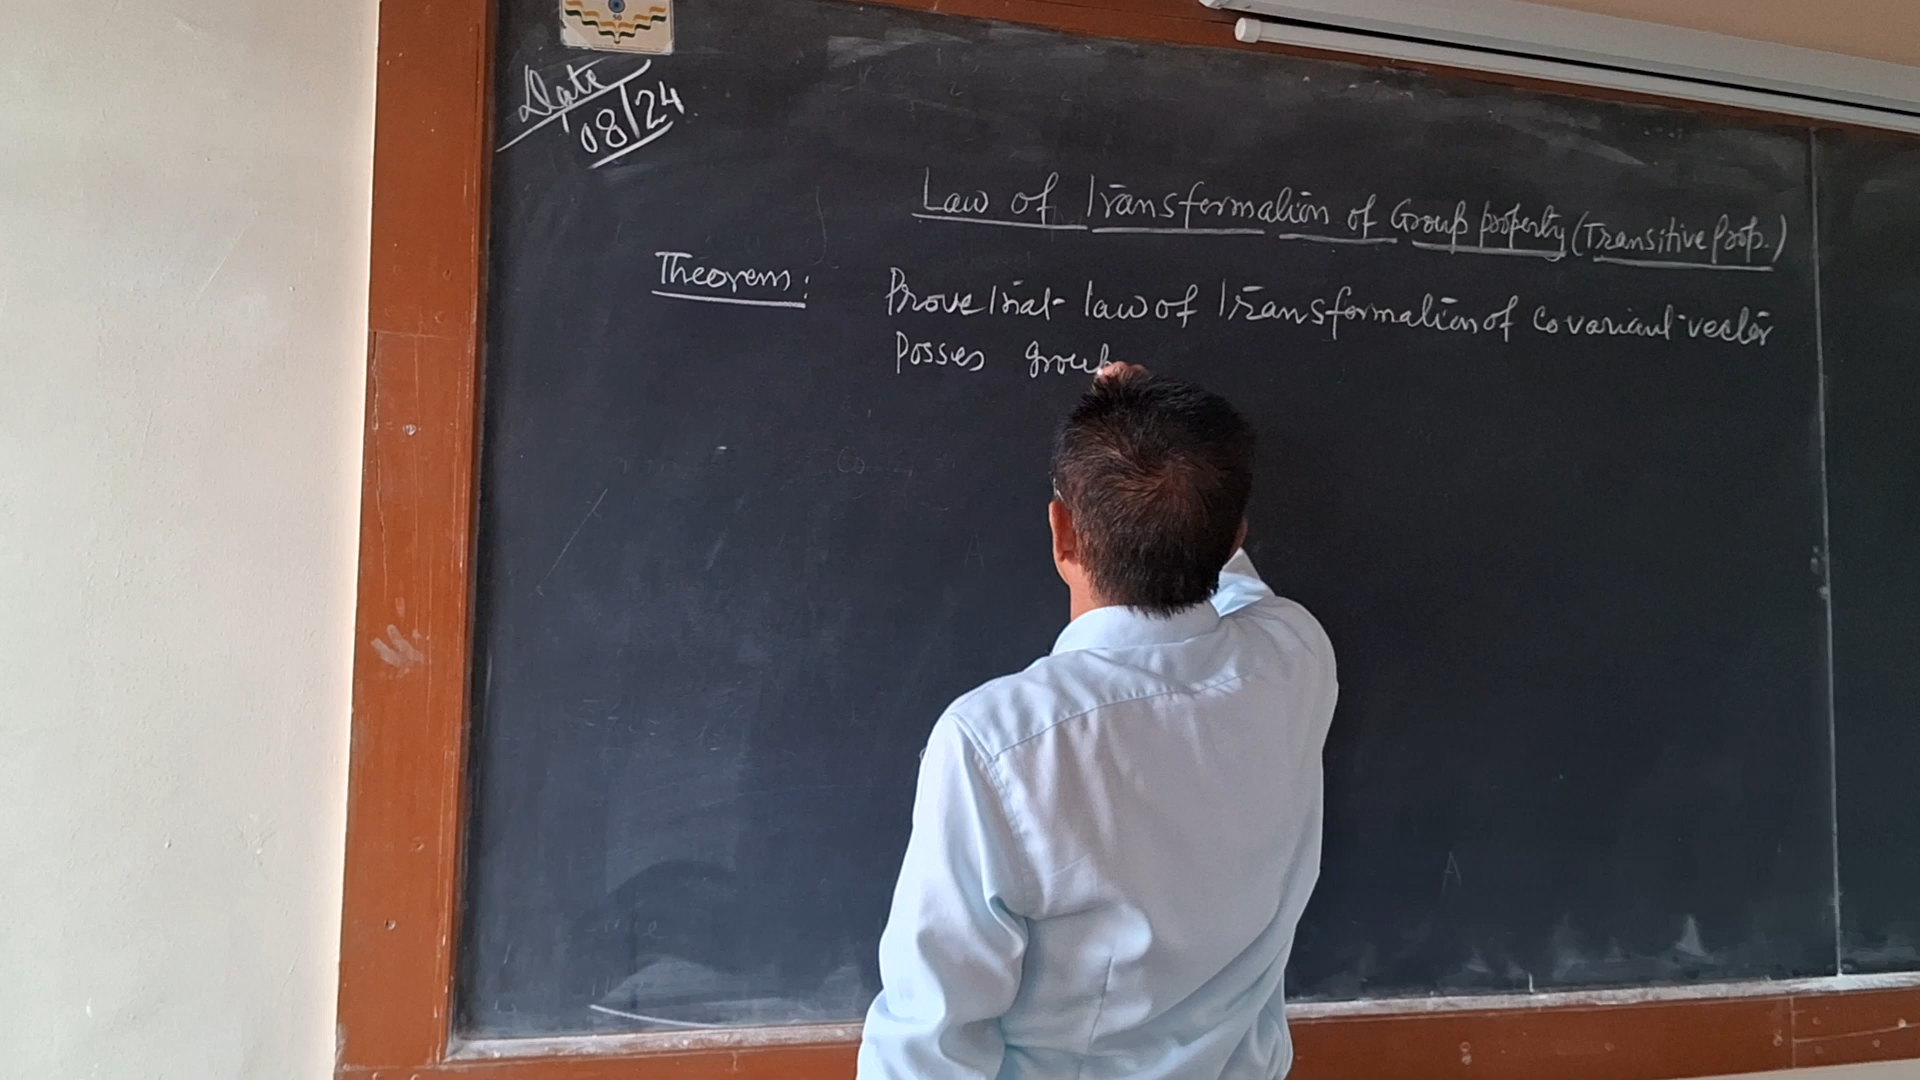 Date
08/24
Law of Transformation of Group property (Transitive Prop.)
Theorem:
Prove that law of Transformation of covariant vector
Posses group